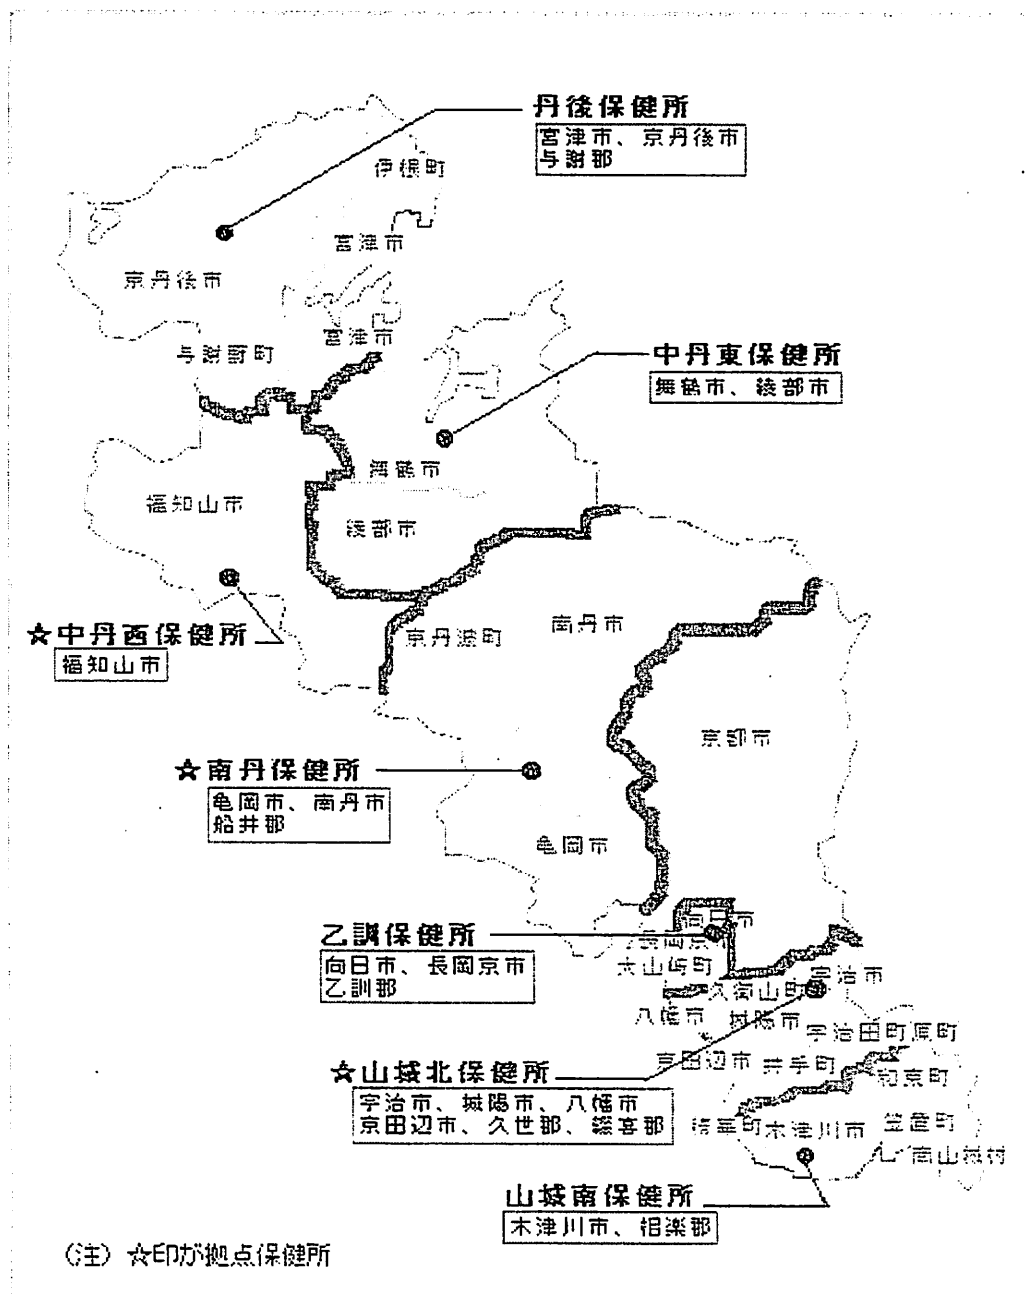 丹後保健所
宮津市、京丹後市
与謝郡
伊根町
宮津市
京丹後市
宮津市
与謝野町
中丹東保健所
舞鶴市、綾部市
舞鶴市
福知山市
綾部市
☆中丹西保健所
福知山市
京丹波町
南丹市
京都市
☆南丹保健所
亀岡市、南丹市
船井郡
亀岡市
向日市
乙訓保健所
長岡京市
向日市、長岡京市
乙訓郡
大山崎町
宇治市
久御山町
八幡市
城陽市
宇治田原町
京田辺市
井手町
和束町
☆山城北保健所
宇治市、城陽市、八幡市
京田辺市、久世郡、綴喜郡
精華町
木津川市
笠置町
南山城村
山城南保健所
木津川市、相楽郡
（注）☆印が拠点保健所